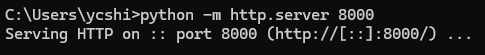 C:\Users\ycshi>python -m http.server 8000
Serving HTTP on :: port 8000 (http://[::]:8000/) ...